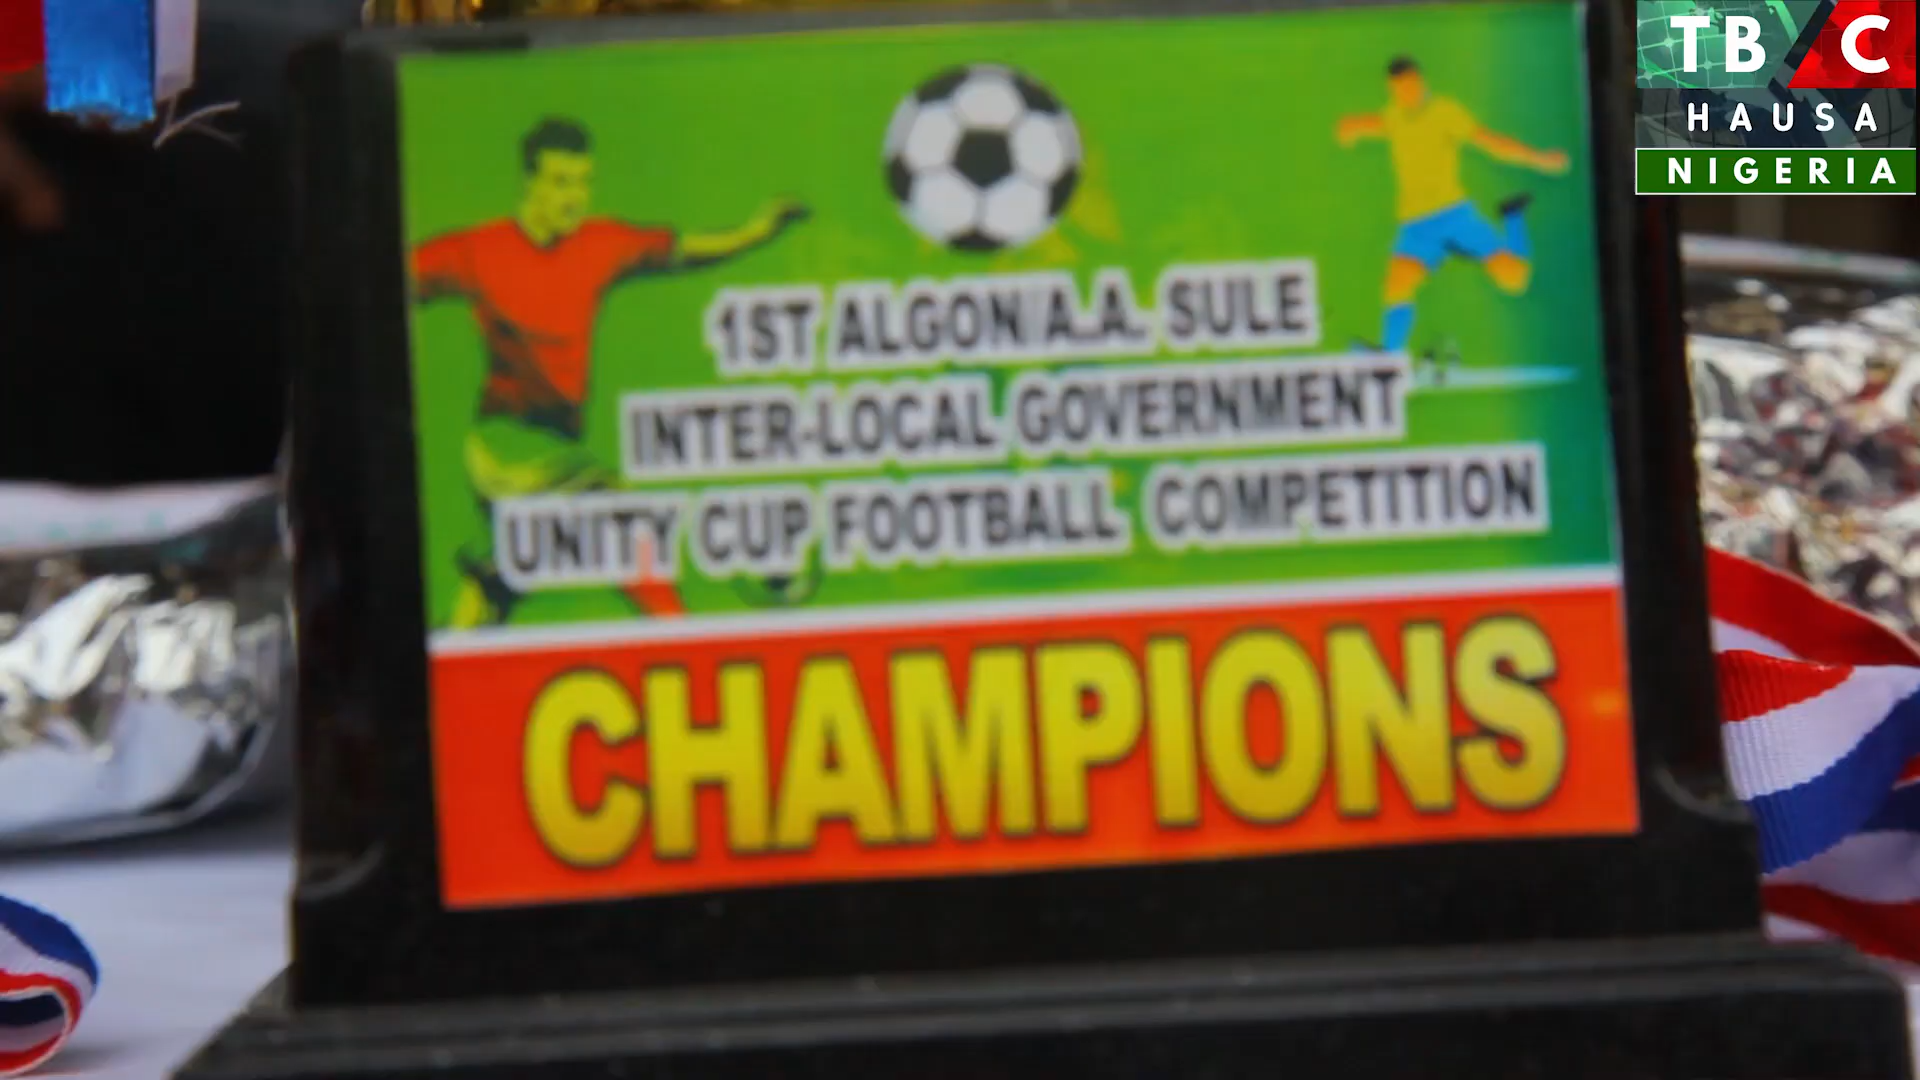 TBC
HAUSA
NIGERIA
1ST ALGON/A.A. SULE
INTER-LOCAL GOVERNMENT
UNITY CUP FOOTBALL COMPETITION
CHAMPIONS